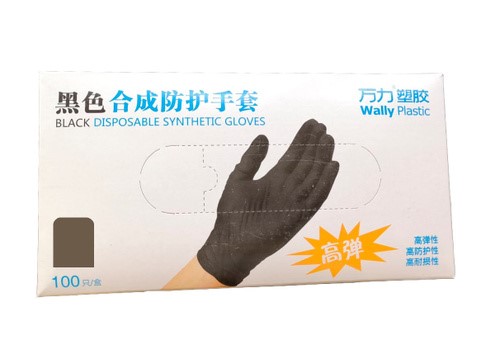 黑色合成防护手套
BLACK DISPOSABLE SYNTHETIC GLOVES
万力塑胶
Wally Plastic
高弹
高弹性
高防护性
高耐损性
100只/盒